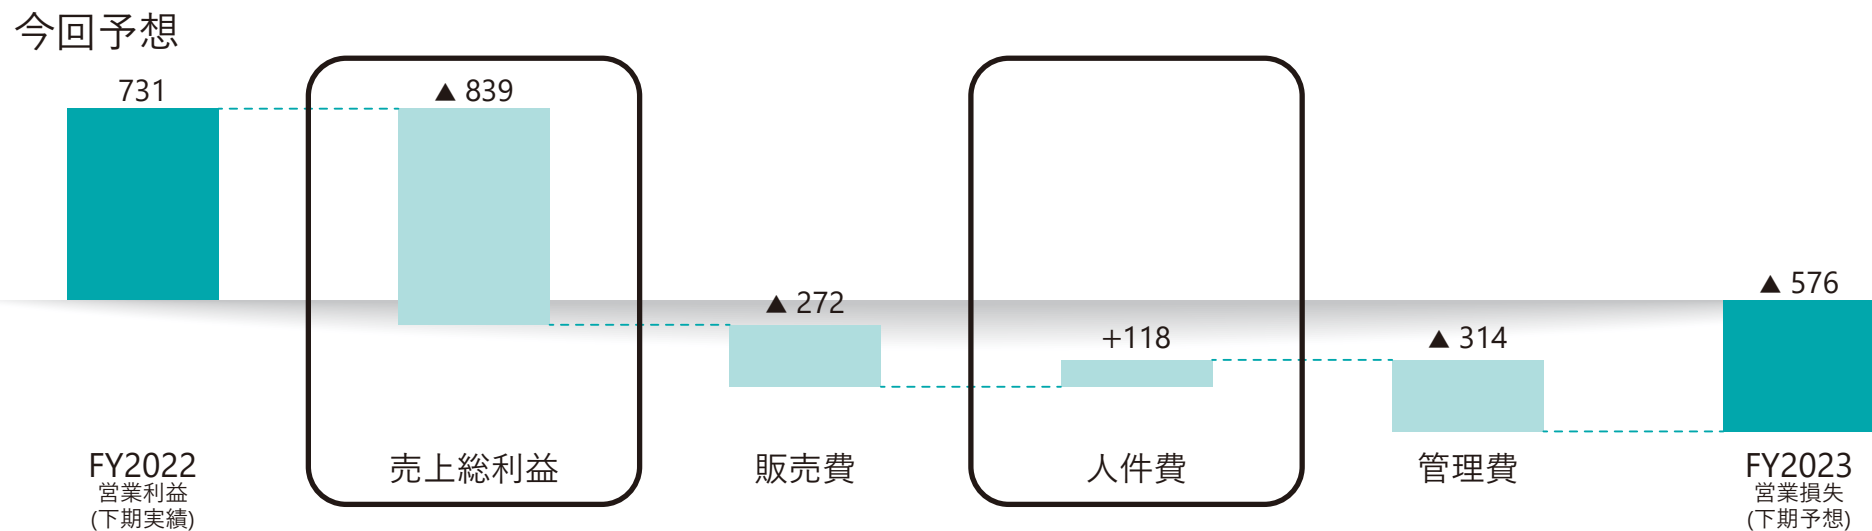 今回予想
731
▲ 839
▲ 272
+118
▲ 314
▲ 576
FY2022
営業利益
(下期実績)
売上総利益
販売費
人件費
管理費
FY2023
営業損失
(下期予想)